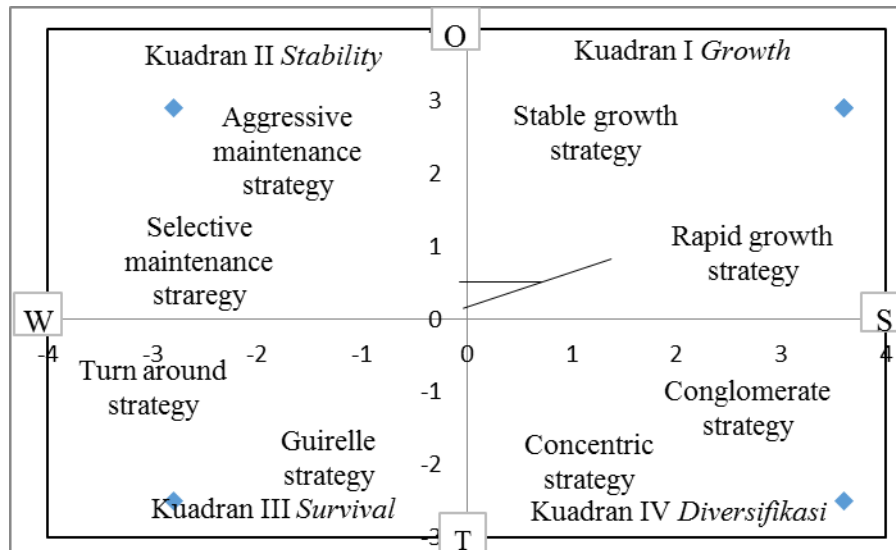 O
Kuadran II Stability
Kuadran I Growth
3
Aggressive
maintenance
strategy
Stable growth
strategy
2
Selective
maintenance
straregy
1
Rapid growth
strategy
W
0
S
-4 -3 -2 -1 0 1 2 3 4
Turn around
strategy
-1
Conglomerate
strategy
Guirelle
strategy
-2
Concentric
strategy
Kuadran III Survival
Kuadran IV Diversifikasi
-3
T